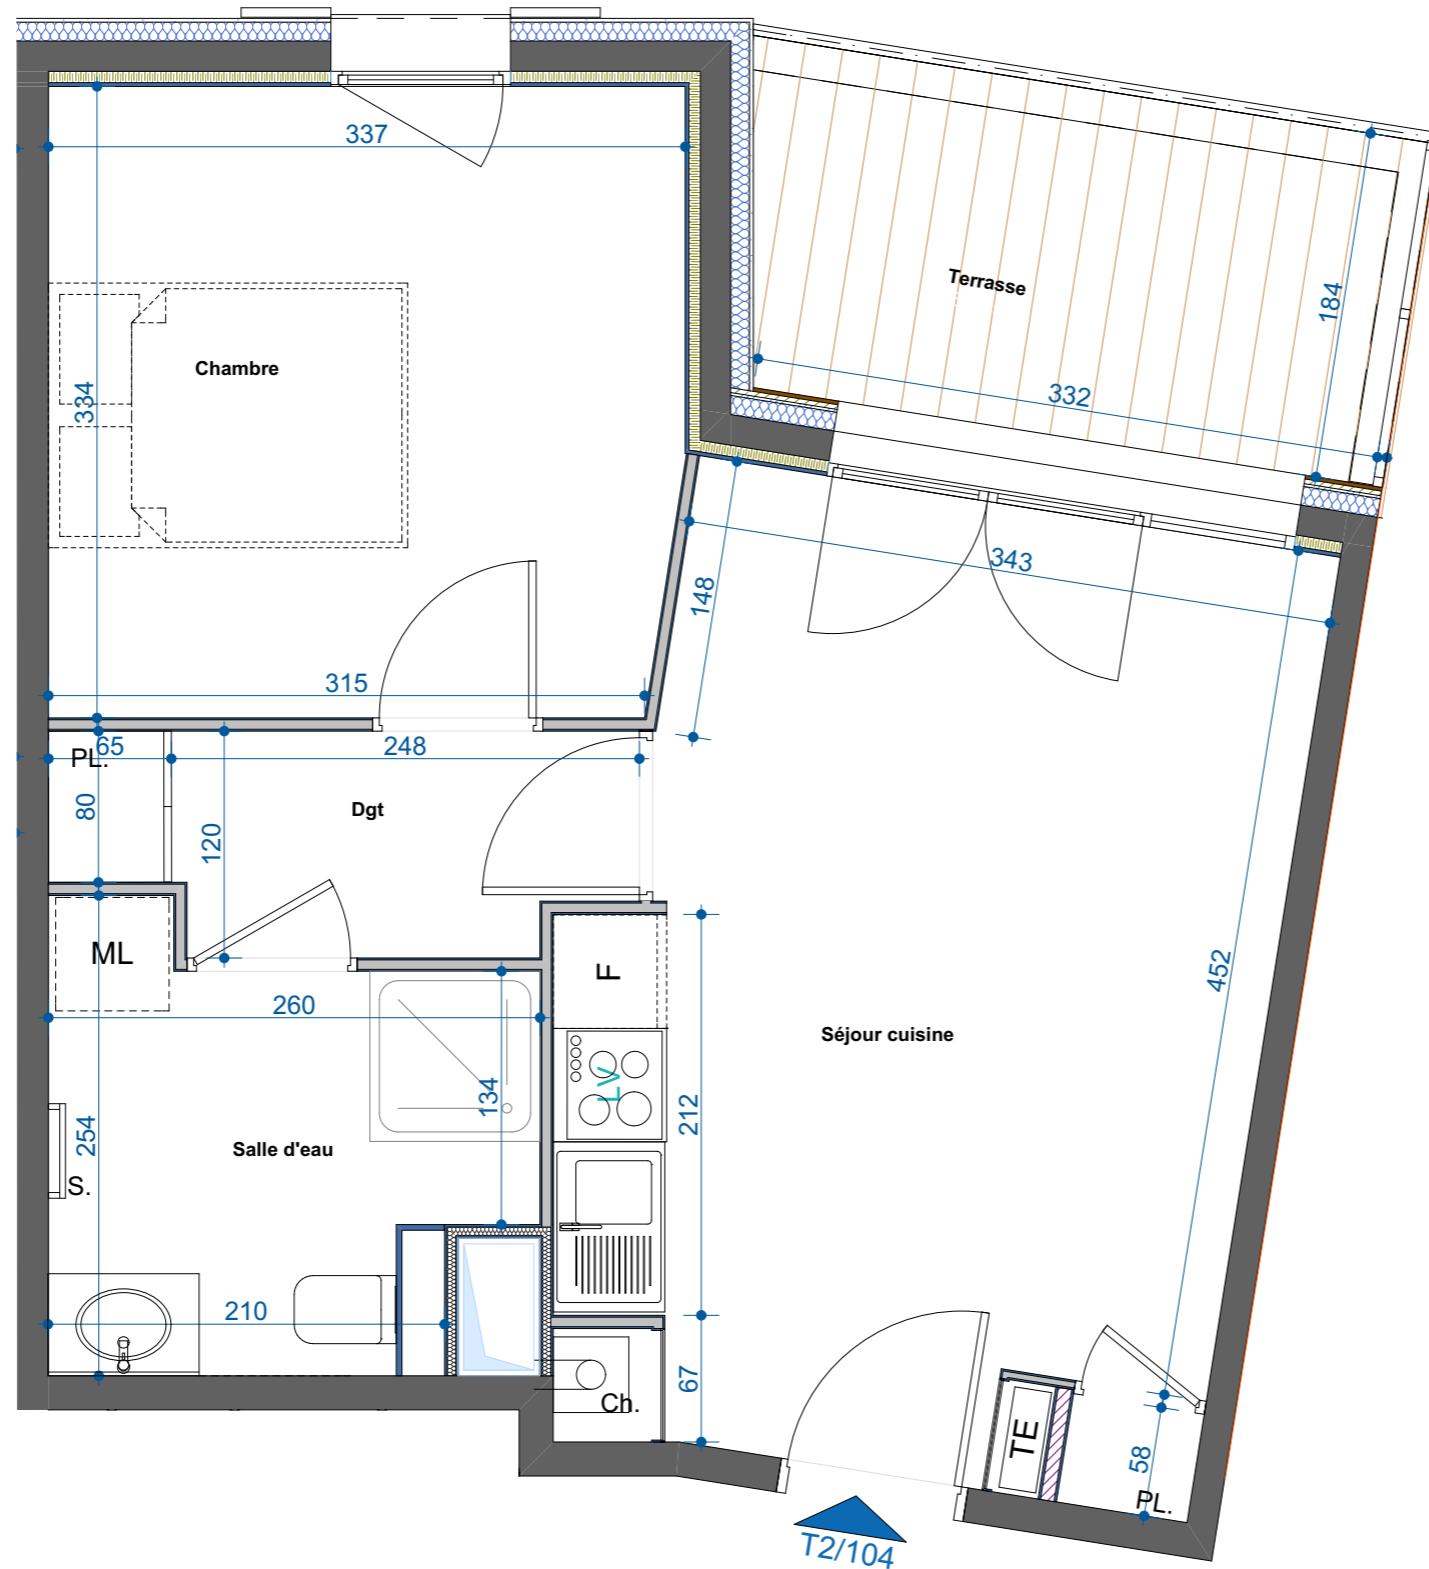 337
Terrasse
184
Chambre
334
332
343
148
315
65
PL.
248
80
Dgt
120
ML
F
452
260
Séjour cuisine
LV
134
212
254
Salle d'eau
S.
210
67
Ch.
TE
58
PL.
T2/104